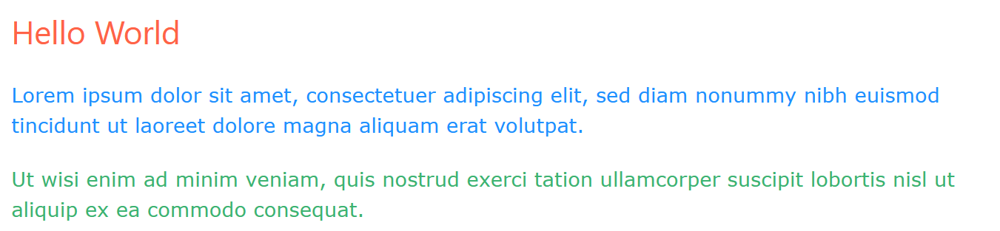 Hello World
Lorem ipsum dolor sit amet, consectetuer adipiscing elit, sed diam nonummy nibh euismod
tincidunt ut laoreet dolore magna aliquam erat volutpat.
Ut wisi enim ad minim veniam, quis nostrud exerci tation ullamcorper suscipit lobortis nisl ut
aliquip ex ea commodo consequat.